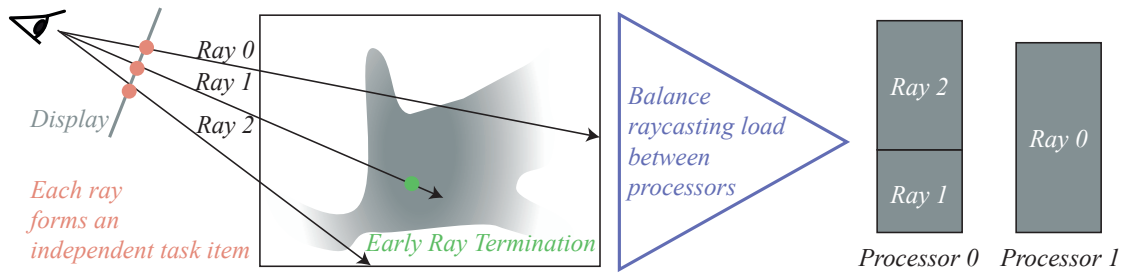 Ray 0
Ray 1
Ray 2
Display
Each ray
forms an
independent task item
Early Ray Termination
Balance
raycasting load
between
processors
Ray 2
Ray 1
Processor 0
Ray 0
Processor 1